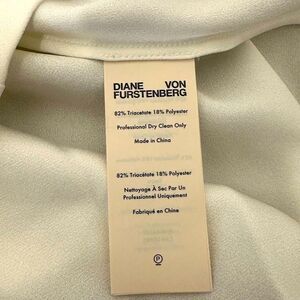 DIANE VON
FURSTENBERG
82% Triacetate 18% Polyester
Professional Dry Clean Only
Made in China
82% Triacétate 18% Polyester
Nettoyage À Sec Par Un
Professionnel Uniquement
Fabriqué en Chine
P